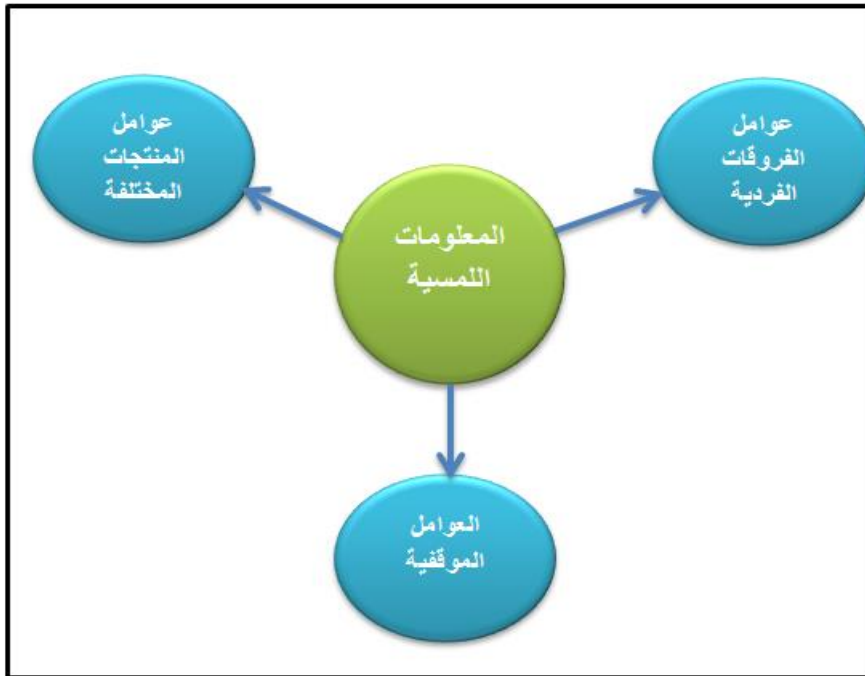 عوامل
الفروقات
الفردية
عوامل
المنتجات
المختلفة
المعلومات
اللمسية
العوامل
الموقفية